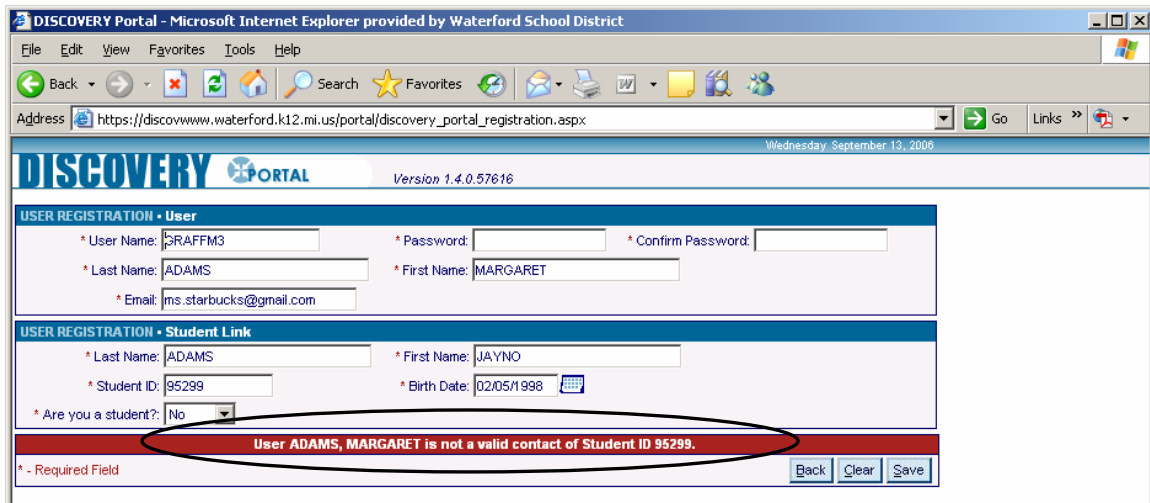 DISCOVERY Portal - Microsoft Internet Explorer provided by Waterford School District
File Edit View Favorites Tools Help
Back Search Favorites
Address https://discovwww.waterford.k12.mi.us/portal/discovery_portal_registration.aspx Go Links »
Wednesday September 13, 2006
DISCOVERY PORTAL Version 1.4.0.57616
USER REGISTRATION • User
* User Name: GRAFFM3 * Password: * Confirm Password:
* Last Name: ADAMS * First Name: MARGARET
* Email: ms.starbucks@gmail.com
USER REGISTRATION • Student Link
* Last Name: ADAMS * First Name: JAYNO
* Student ID: 95299 * Birth Date: 02/05/1998
* Are you a student?: No
User ADAMS, MARGARET is not a valid contact of Student ID 95299.
* - Required Field Back Clear Save